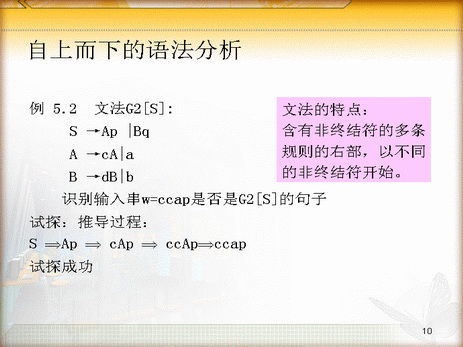 自上而下的语法分析
例 5.2 文法G2[S]:
S →Ap |Bq
A →cA|a
B →dB|b
识别输入串w=ccap是否是G2[S]的句子
试探：推导过程：
S ⇒Ap ⇒ cAp ⇒ ccAp⇒ccap
试探成功
文法的特点：
含有非终结符的多条
规则的右部，以不同
的非终结符开始。
10